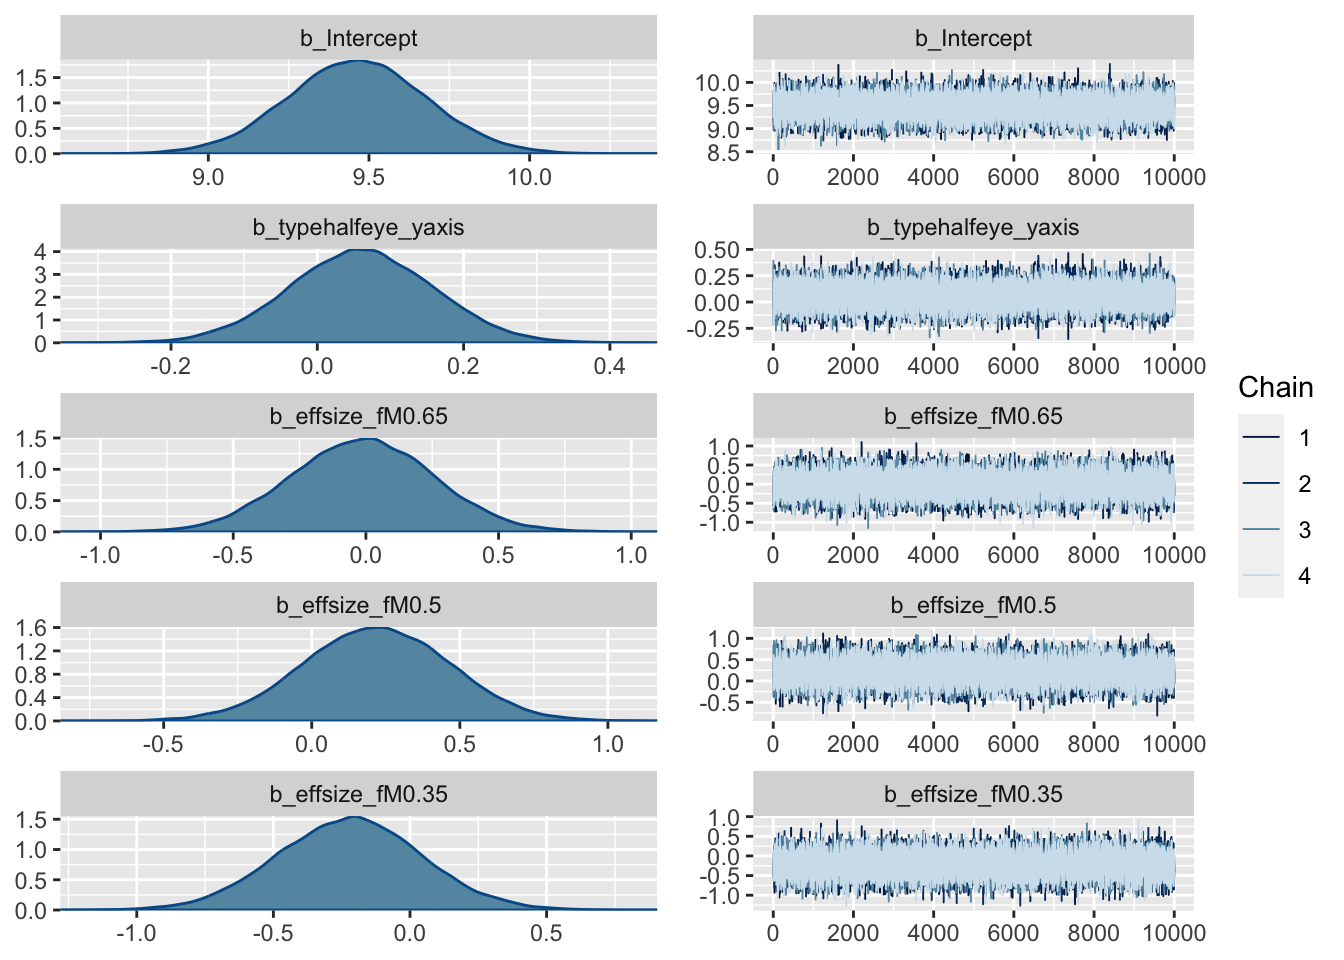 b_Intercept
1.5
1.0
0.5
0.0
9.0 9.5 10.0
b_Intercept
10.0
9.5
9.0
8.5
0 2000 4000 6000 8000 10000
b_typehalfeye_yaxis
4
3
2
1
0
-0.2 0.0 0.2 0.4
b_typehalfeye_yaxis
0.50
0.25
0.00
-0.25
0 2000 4000 6000 8000 10000
b_effsize_fM0.65
1.5
1.0
0.5
0.0
-1.0 -0.5 0.0 0.5 1.0
b_effsize_fM0.65
1.0
0.5
0.0
-0.5
-1.0
0 2000 4000 6000 8000 10000
b_effsize_fM0.5
1.6
1.2
0.8
0.4
0.0
-0.5 0.0 0.5 1.0
b_effsize_fM0.5
1.0
0.5
0.0
-0.5
0 2000 4000 6000 8000 10000
b_effsize_fM0.35
1.5
1.0
0.5
0.0
-1.0 -0.5 0.0 0.5
b_effsize_fM0.35
1.0
0.5
0.0
-0.5
-1.0
0 2000 4000 6000 8000 10000
Chain
1
2
3
4